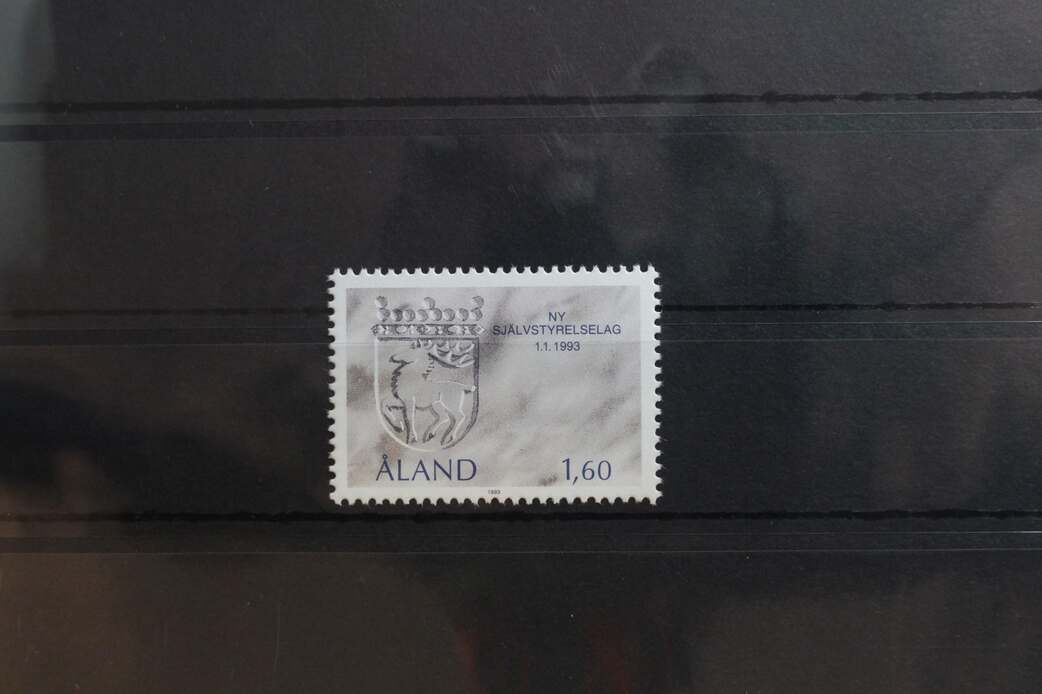 NY
SJÄLVSTYRELSELAG
1.1.1993
ÅLAND
1,60
1993